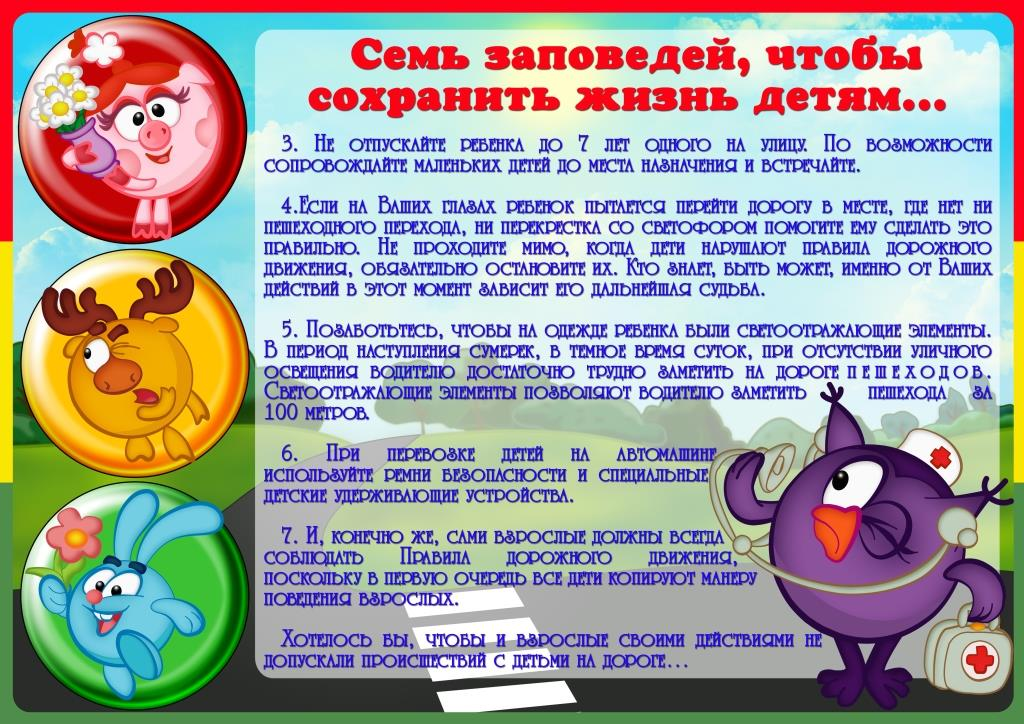 Семь заповедей, чтобы
сохранить жизнь детям...
3. Не отпускайте ребенка до 7 лет одного на улицу. По возможности
сопровождайте маленьких детей до места назначения и встречайте.
4.Если на Ваших глазах ребенок пытается перейти дорогу в месте, где нет ни
пешеходного перехода, ни перекрестка со светофором помогите ему сделать это
правильно. Не проходите мимо, когда дети нарушают правила дорожного
движения, обязательно остановите их. Кто знает, быть может, именно от Ваших
действий в этот момент зависит его дальнейшая судьба.
5. Позаботьтесь, чтобы на одежде ребенка были светоотражающие элементы.
В период наступления сумерек, в темное время суток, при отсутствии уличного
освещения водителю достаточно трудно заметить на дороге пешеходов.
Светоотражающие элементы позволяют водителю заметить пешехода за
100 метров.
6. При перевозке детей на автомашине
используйте ремни безопасности и специальные
детские удерживающие устройства.
7. И, конечно же, сами взрослые должны всегда
соблюдать Правила дорожного движения,
поскольку в первую очередь все дети копируют манеру
поведения взрослых.
Хотелось бы, чтобы и взрослые своими действиями не
допускали происшествий с детьми на дороге...